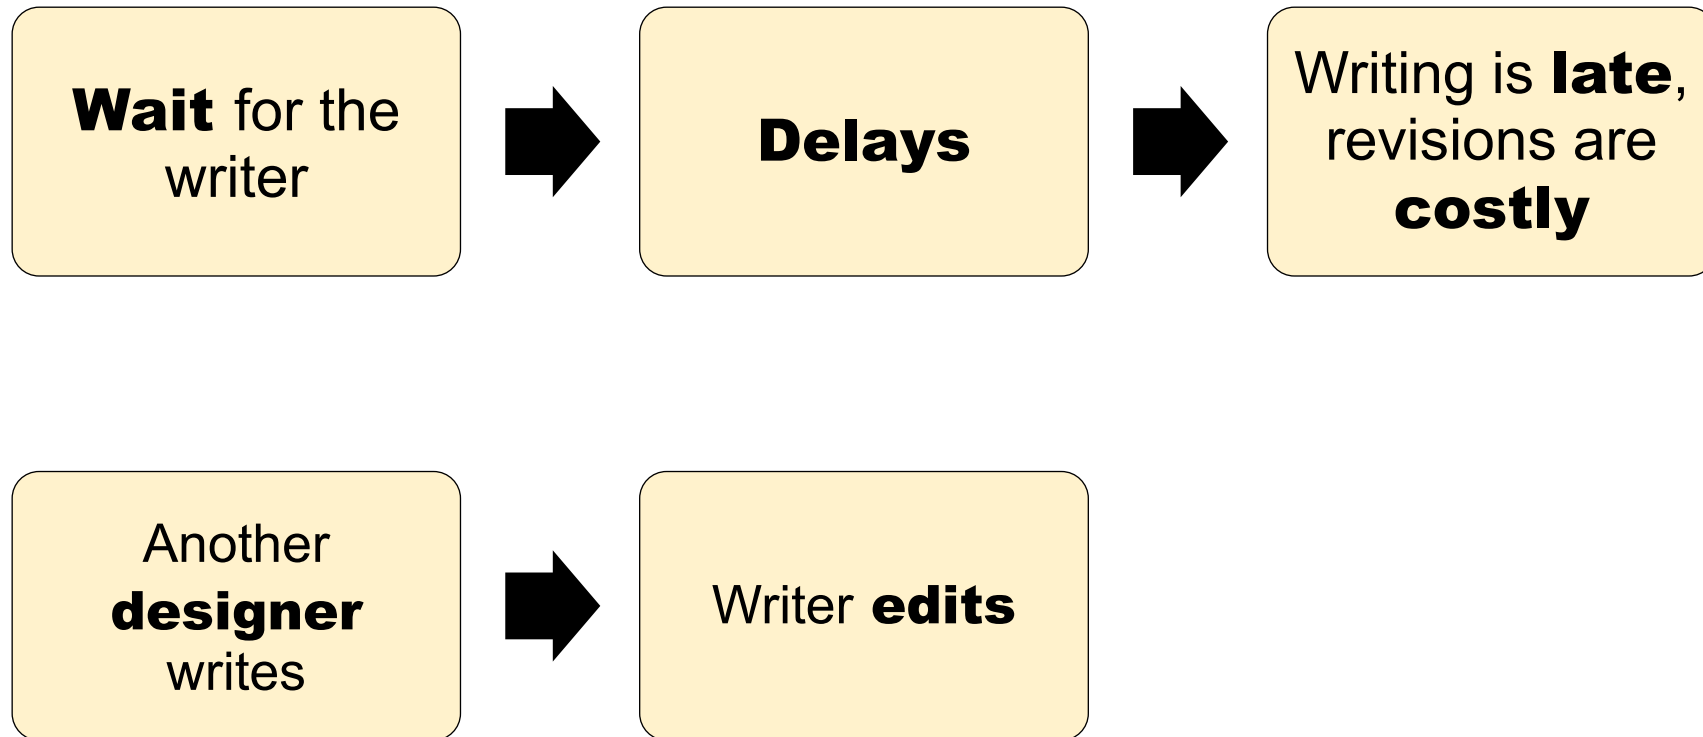 Wait for the
writer
Delays
Writing is late,
revisions are
costly
Another
designer
writes
Writer edits